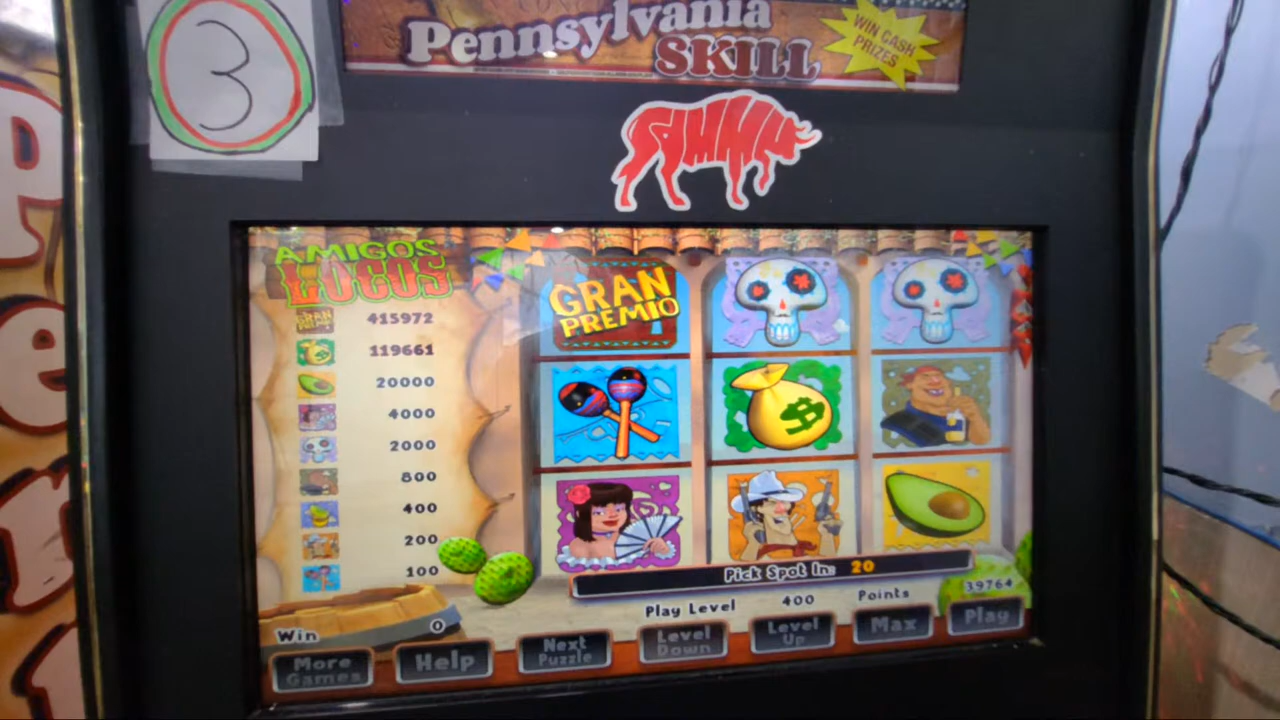 3
Pennsylvania
SKILL
WIN CASH
PRIZES
SAMMY
AMIGOS
LOCOS
GRAN
PREMIO
415972
119661
20000
4000
2000
800
400
200
100
GRAN
PREMIO
$
Pick Spot In: 20
Play Level 400 Points 39764
Win 0
More
Games
Help
Next
Puzzle
Level
Down
Level
Up
Max
Play